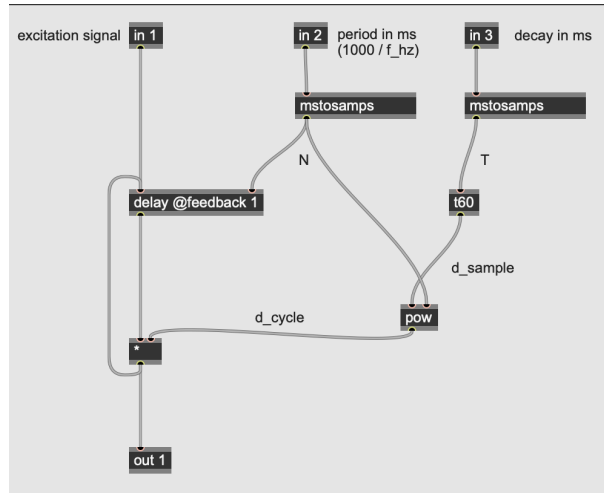 excitation signal
in 1
in 2
period in ms
(1000 / f_hz)
in 3
decay in ms
mstosamps
mstosamps
N
T
delay @feedback 1
t60
d_sample
d_cycle
pow
*
out 1